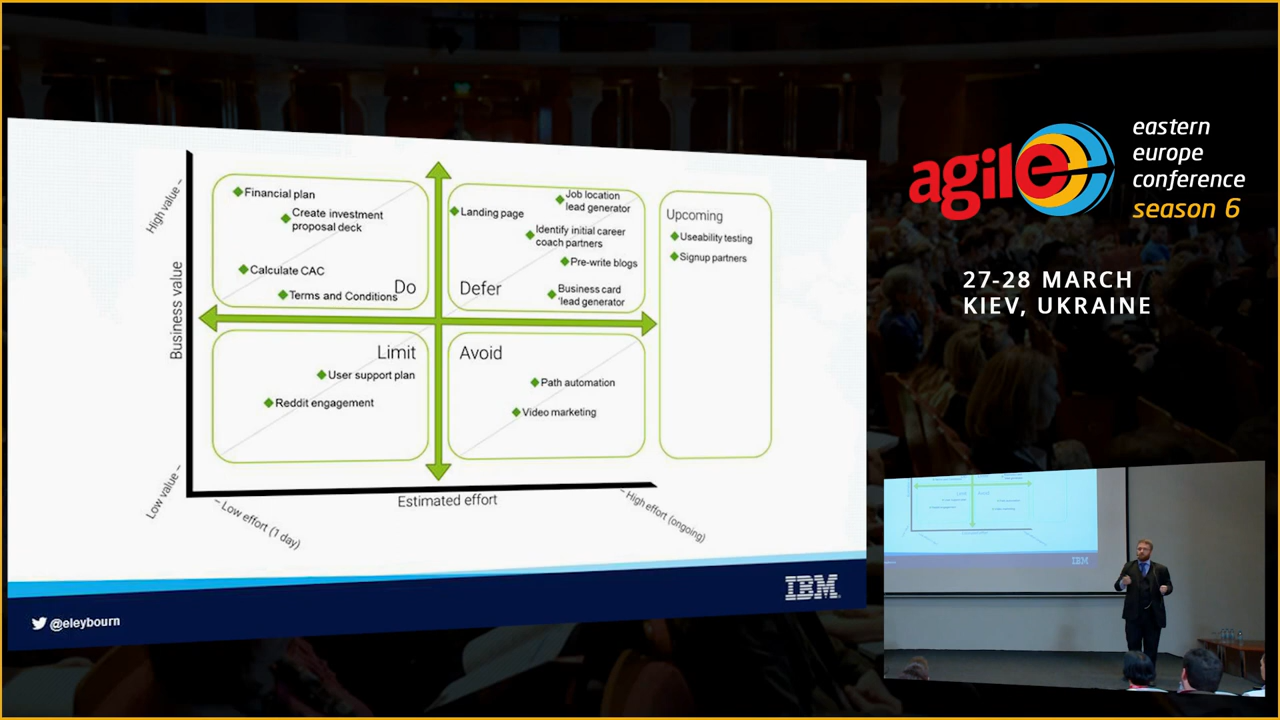 High value –
Business value
Low value –
Financial plan
Create investment
proposal deck
Calculate CAC
Terms and Conditions
Do
Landing page
Job location
lead generator
Identify initial career
coach partners
Pre-write blogs
Business card
'lead generator
Defer
Upcoming
Useability testing
Signup partners
Limit
User support plan
Reddit engagement
Avoid
Path automation
Video marketing
– Low effort (1 day)
Estimated effort
– High effort (ongoing)
@eleybourn
IBM
agile
eastern
europe
conference
season 6
27-28 MARCH
KIEV, UKRAINE
IBM